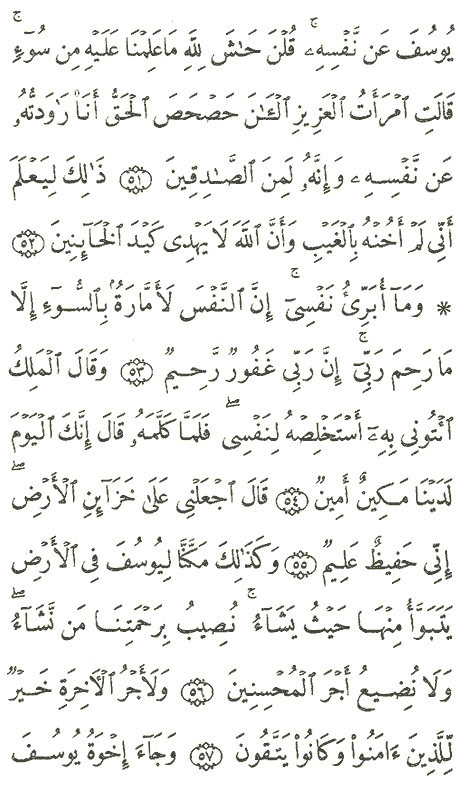 يُوسُفَ عَن نَّفۡسِهِۦۚ قُلۡنَ حَٰشَ لِلَّهِ مَا عَلِمۡنَا عَلَيۡهِ مِن سُوٓءٖۚ
قَالَتِ ٱمۡرَأَتُ ٱلۡعَزِيزِ ٱلۡـَٰٔنَ حَصۡحَصَ ٱلۡحَقُّ أَنَا۠ رَٰوَدتُّهُۥ
عَن نَّفۡسِهِۦ وَإِنَّهُۥ لَمِنَ ٱلصَّٰدِقِينَ ٥١ ذَٰلِكَ لِيَعۡلَمَ
أَنِّي لَمۡ أَخُنۡهُ بِٱلۡغَيۡبِ وَأَنَّ ٱللَّهَ لَا يَهۡدِي كَيۡدَ ٱلۡخَآئِنِينَ ٥٢
* وَمَآ أُبَرِّئُ نَفۡسِيٓۚ إِنَّ ٱلنَّفۡسَ لَأَمَّارَةُۢ بِٱلسُّوٓءِ إِلَّا
مَا رَحِمَ رَبِّيٓۚ إِنَّ رَبِّي غَفُورٞ رَّحِيمٞ ٥٣ وَقَالَ ٱلۡمَلِكُ
ٱئۡتُونِي بِهِۦٓ أَسۡتَخۡلِصۡهُ لِنَفۡسِيۖ فَلَمَّا كَلَّمَهُۥ قَالَ إِنَّكَ ٱلۡيَوۡمَ
لَدَيۡنَا مَكِينٌ أَمِينٞ ٥٤ قَالَ ٱجۡعَلۡنِي عَلَىٰ خَزَآئِنِ ٱلۡأَرۡضِۖ
إِنِّي حَفِيظٌ عَلِيمٞ ٥٥ وَكَذَٰلِكَ مَكَّنَّا لِيُوسُفَ فِي ٱلۡأَرۡضِ
يَتَبَوَّأُ مِنۡهَا حَيۡثُ يَشَآءُۚ نُصِيبُ بِرَحۡمَتِنَا مَن نَّشَآءُۖ
وَلَا نُضِيعُ أَجۡرَ ٱلۡمُحۡسِنِينَ ٥٦ وَلَأَجۡرُ ٱلۡأٓخِرَةِ خَيۡرٞ
لِّلَّذِينَ ءَامَنُواْ وَكَانُواْ يَتَّقُونَ ٥٧ وَجَآءَ إِخۡوَةُ يُوسُفَ